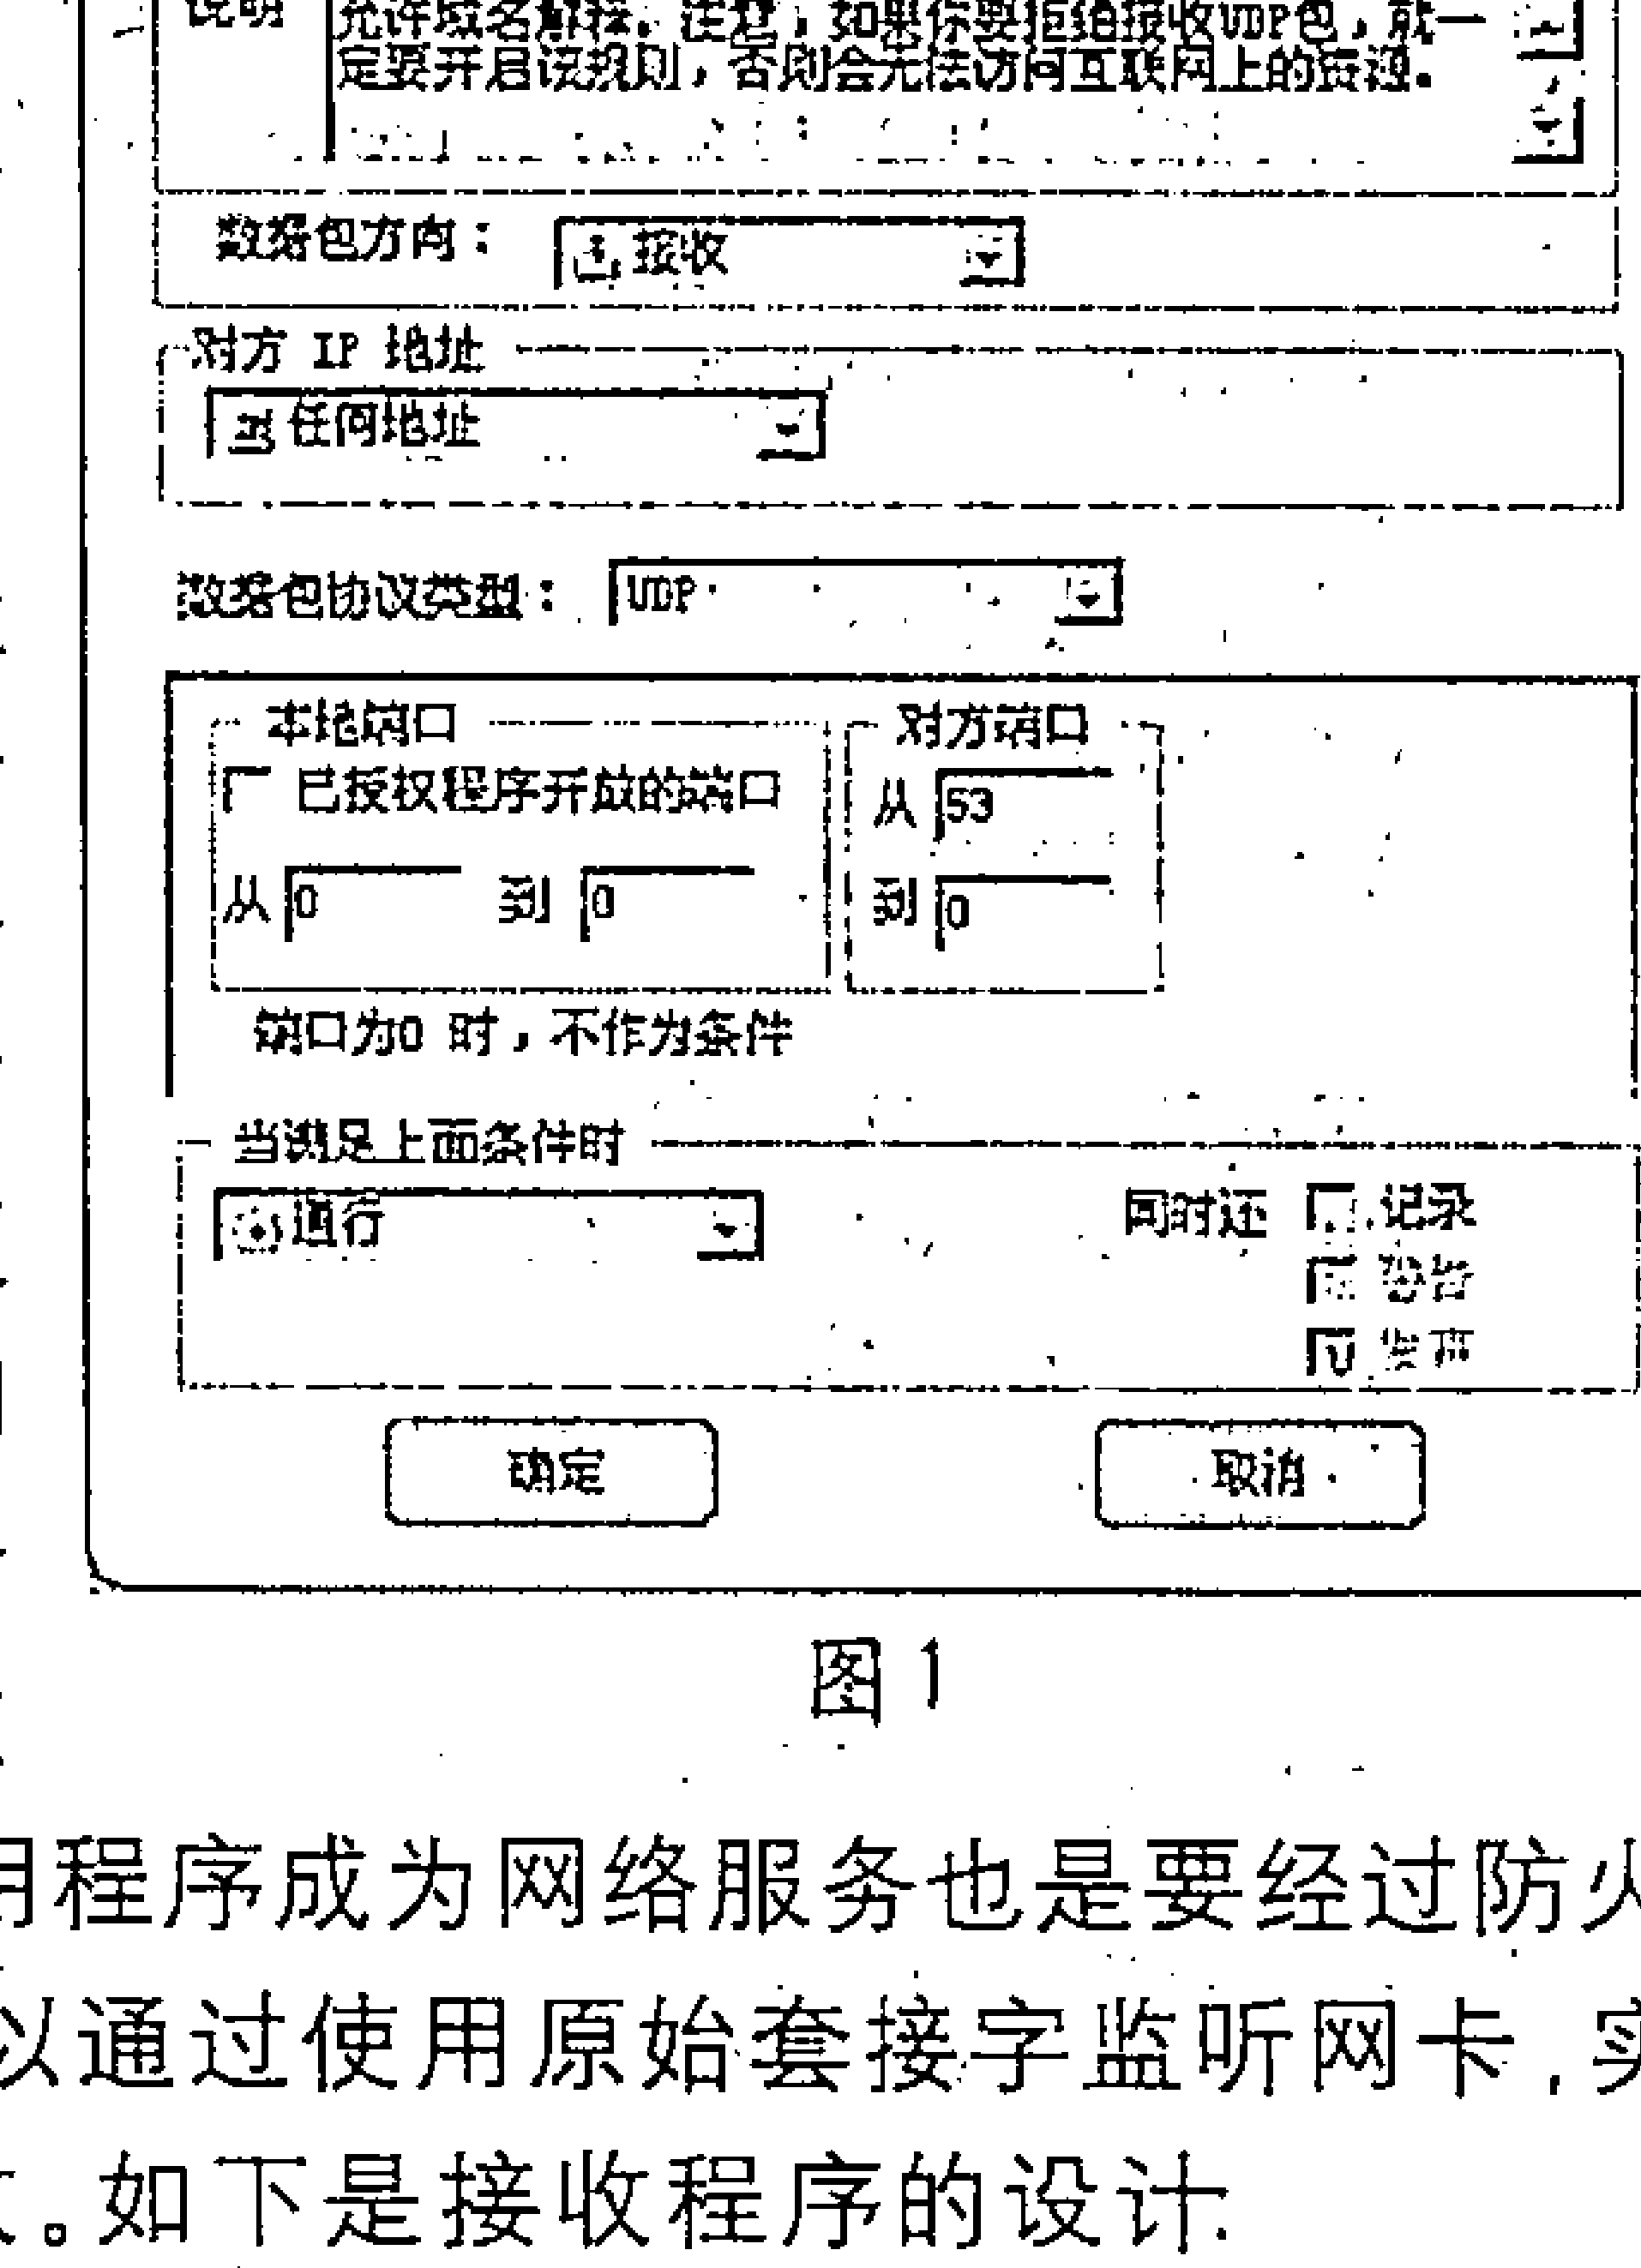 说明 允许域名解释。注意，如果你要拒绝接收UDP包，就一
定要开启该规则，否则会无法访问互联网上的资源。
数据包方向： 接收
对方 IP 地址
任何地址
数据包协议类型： UDP
本地端口 对方端口
已授权程序开放的端口 从 53
从 0 到 0 到 0
端口为0 时，不作为条件
当满足上面条件时
通行 同时还 记录
警告
发声
确定 取消
图 1
用程序成为网络服务也是要经过防火
以通过使用原始套接字监听网卡,实
。如下是接收程序的设计.